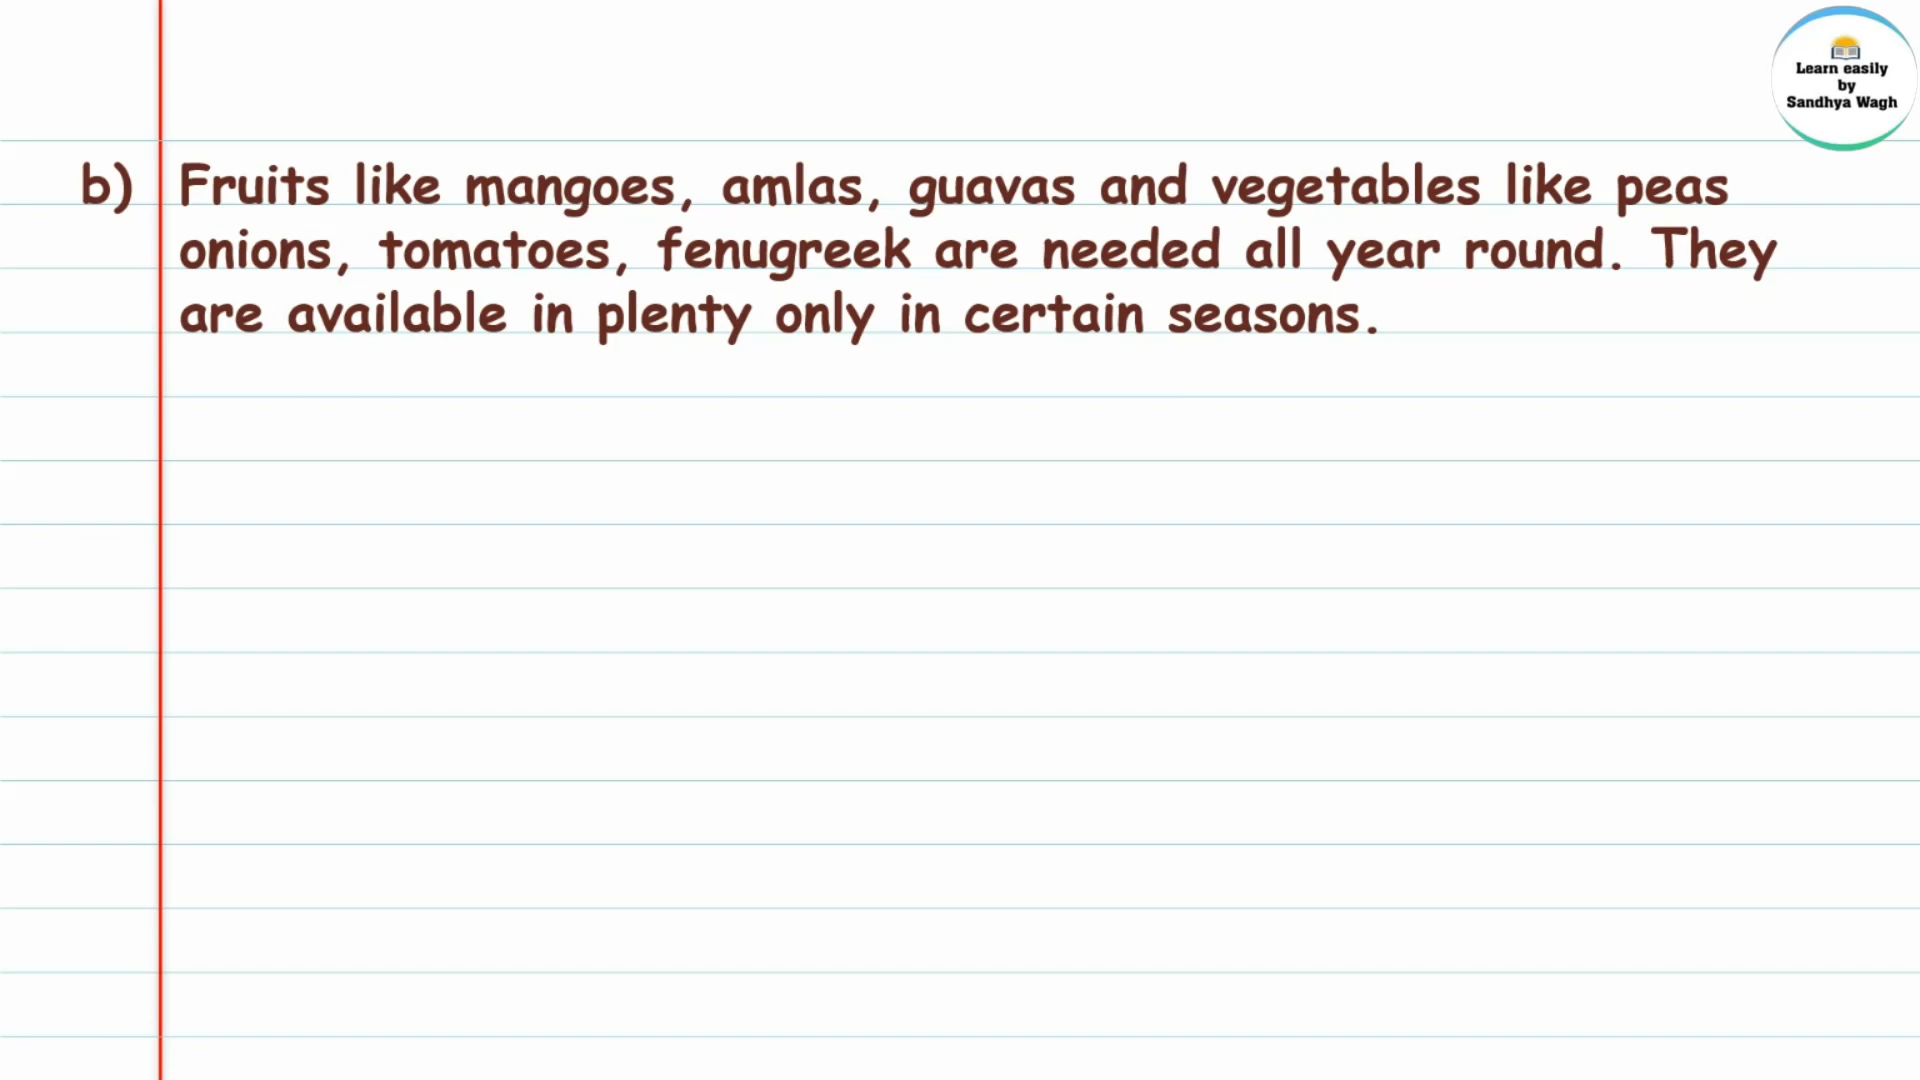 Learn easily
by
Sandhya Wagh
b) Fruits like mangoes, amlas, guavas and vegetables like peas
onions, tomatoes, fenugreek are needed all year round. They
are available in plenty only in certain seasons.